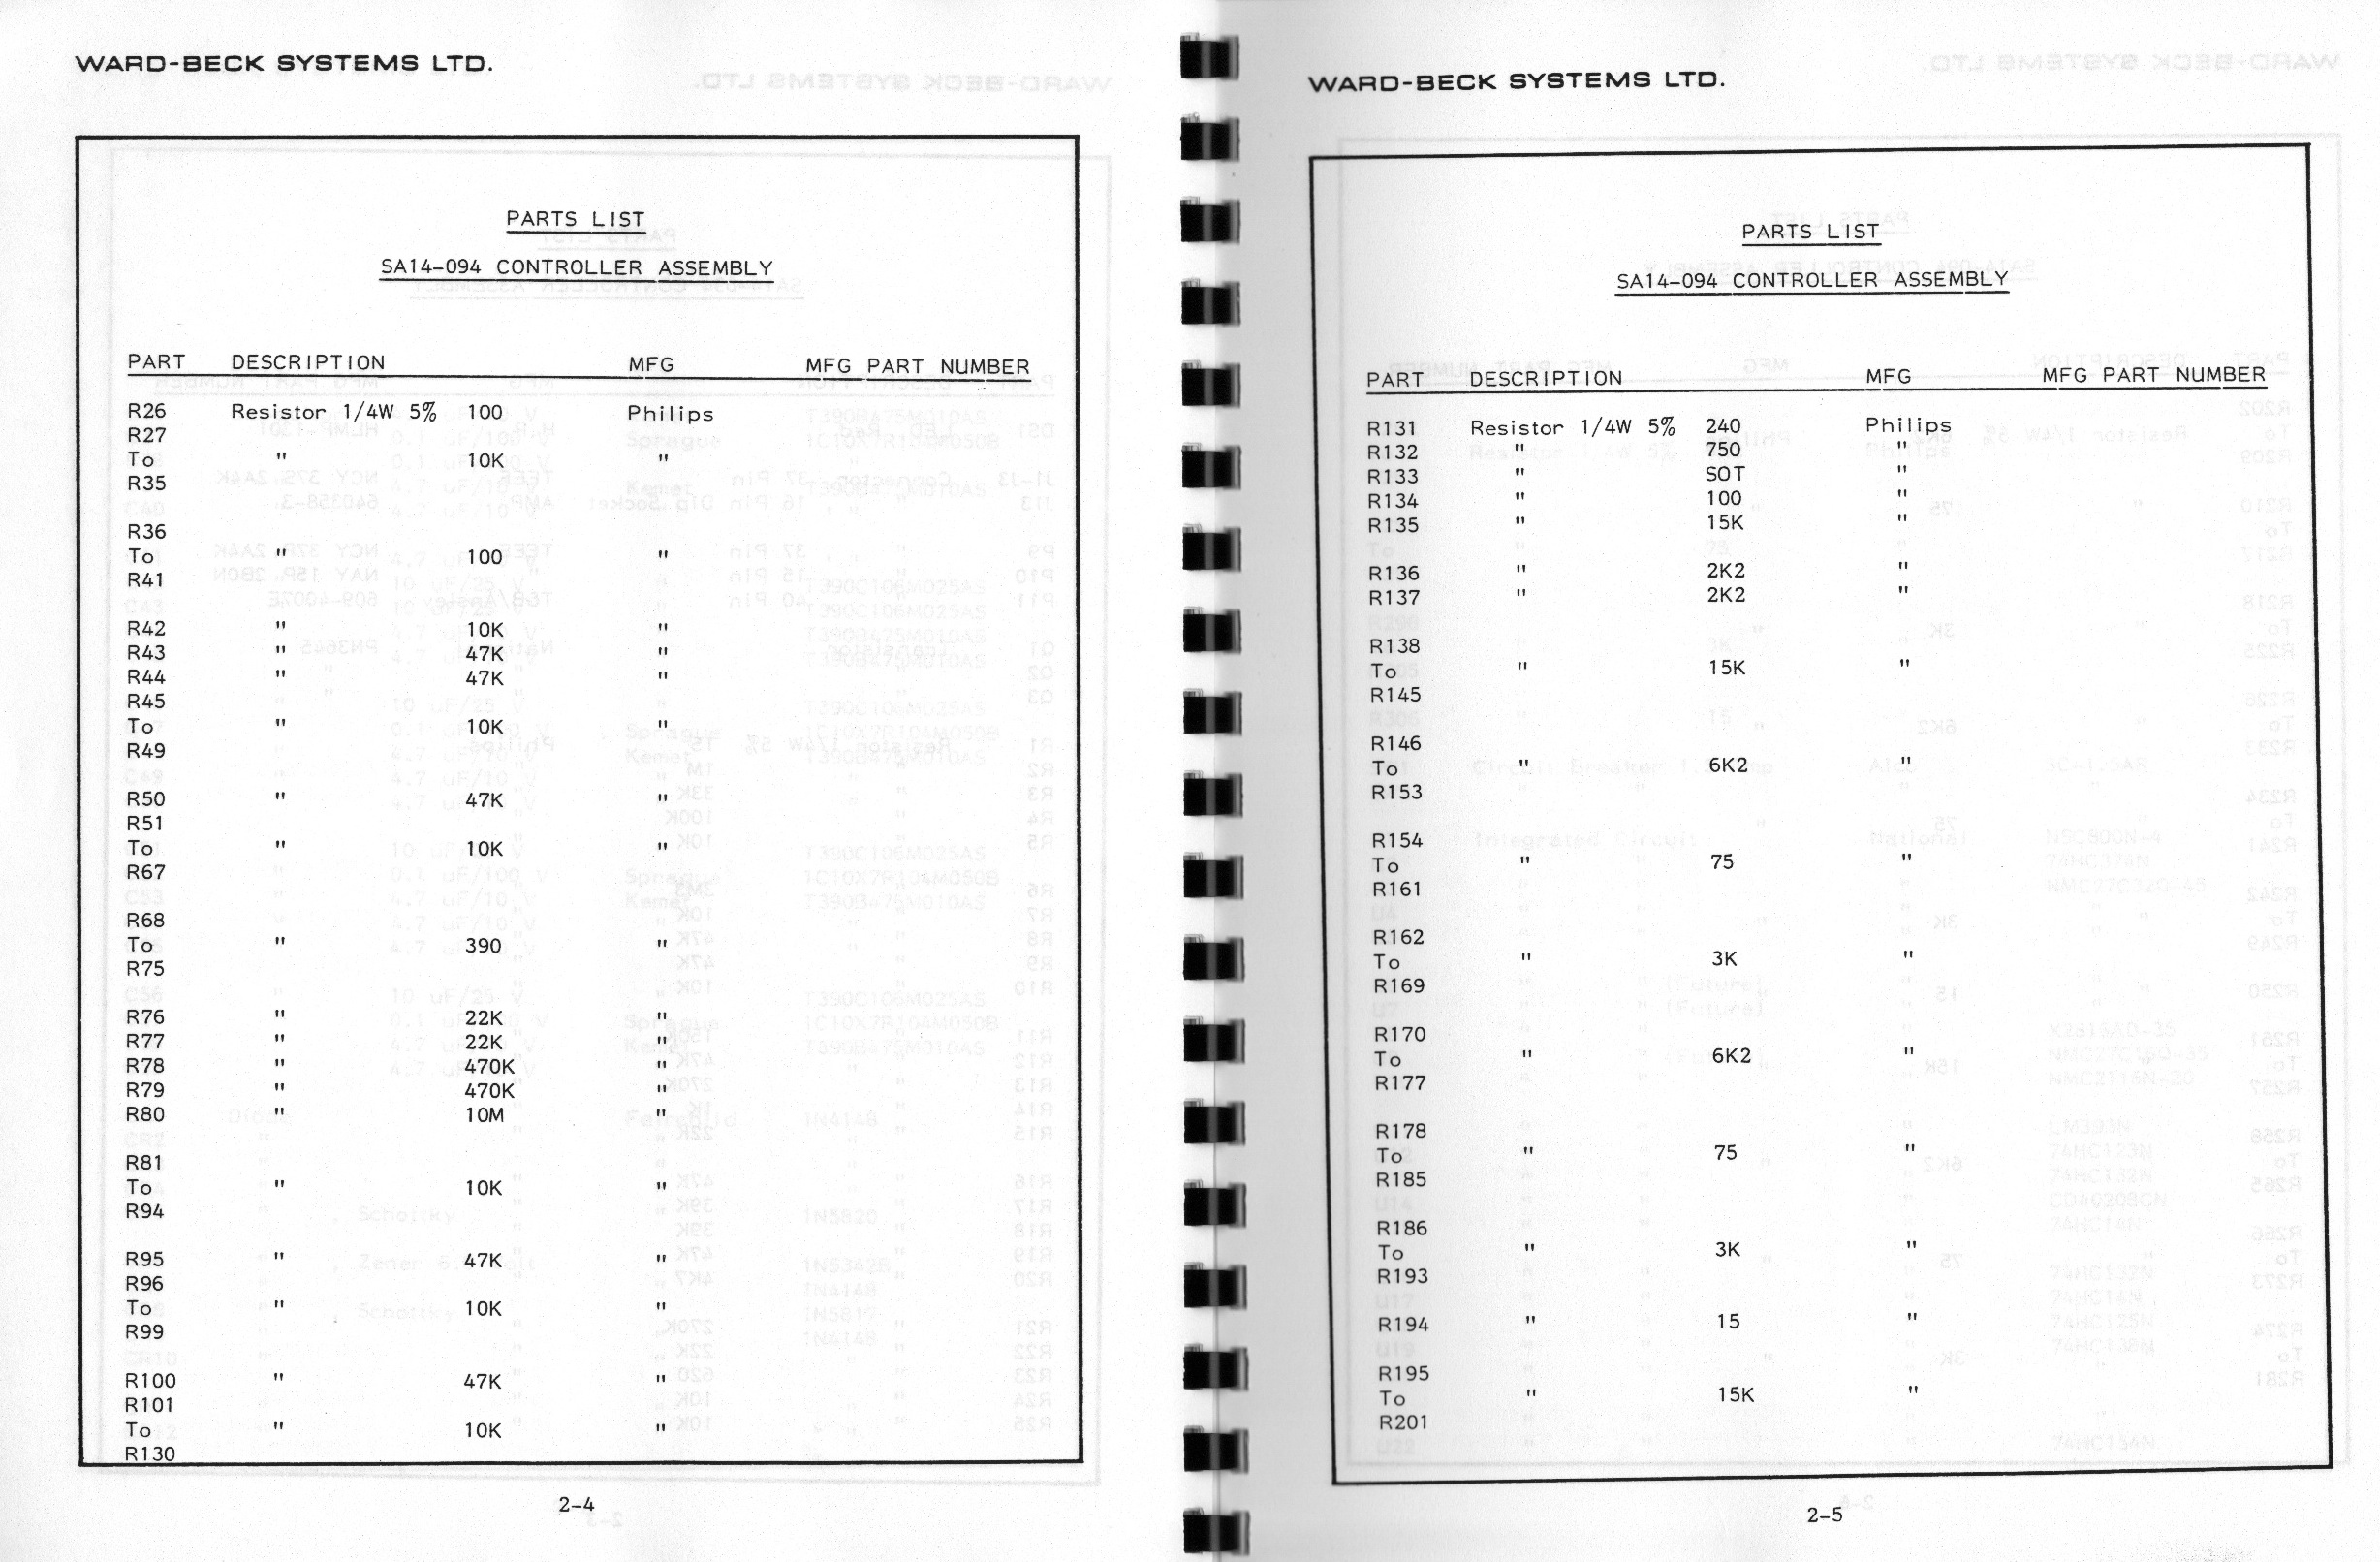 WARD-BECK SYSTEMS LTD.
PARTS LIST
SA14-094 CONTROLLER ASSEMBLY
PART DESCRIPTION MFG MFG PART NUMBER
R26 Resistor 1/4W 5% 100 Philips
R27
To " 10K "
R35
R36
To " 100 "
R41
R42 " 10K "
R43 " 47K "
R44 " 47K "
R45
To " 10K "
R49
R50 " 47K "
R51
To " 10K "
R67
R68
To " 390 "
R75
R76 " 22K "
R77 " 22K "
R78 " 470K "
R79 " 470K "
R80 " 10M "
R81
To " 10K "
R94
R95 " 47K "
R96
To " 10K "
R99
R100 " 47K "
R101
To " 10K "
R130
2-4
WARD-BECK SYSTEMS LTD.
PARTS LIST
SA14-094 CONTROLLER ASSEMBLY
PART DESCRIPTION MFG MFG PART NUMBER
R131 Resistor 1/4W 5% 240 Philips
R132 " 750 "
R133 " SOT "
R134 " 100 "
R135 " 15K "
R136 " 2K2 "
R137 " 2K2 "
R138
To " 15K "
R145
R146
To " 6K2 "
R153
R154
To " 75 "
R161
R162
To " 3K "
R169
R170
To " 6K2 "
R177
R178
To " 75 "
R185
R186
To " 3K "
R193
R194 " 15 "
R195
To " 15K "
R201
2-5